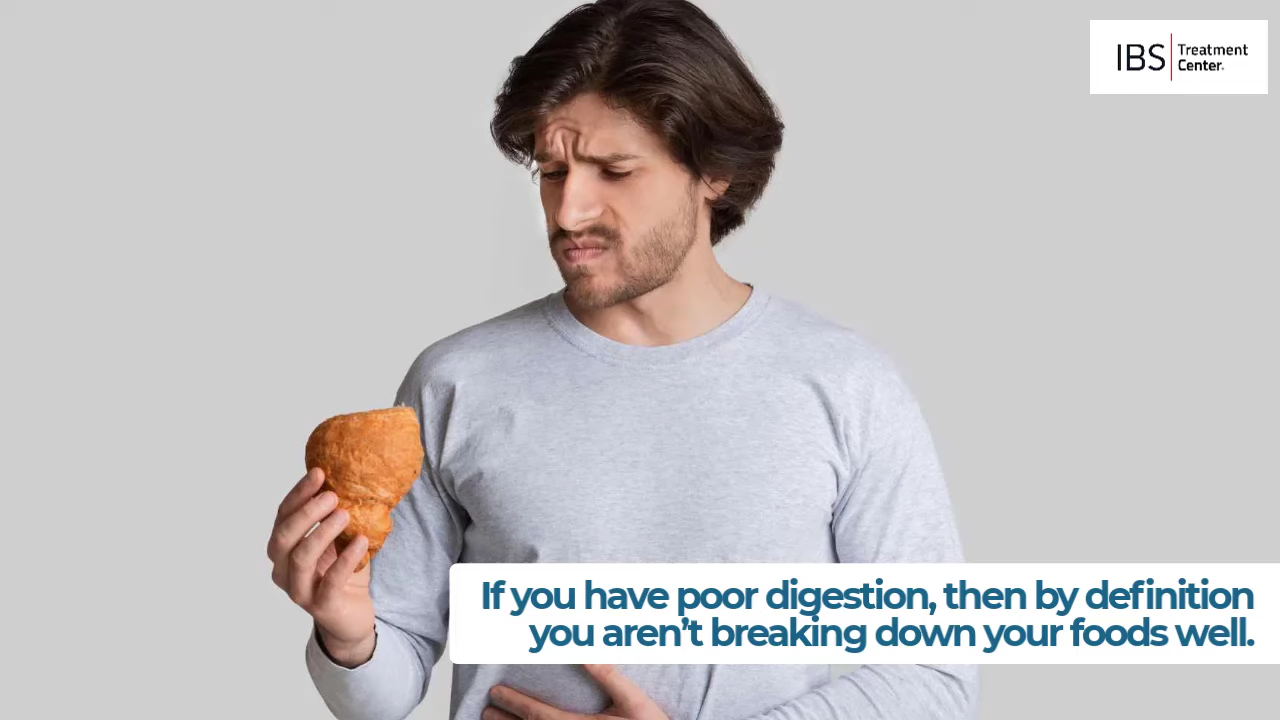 IBS
Treatment
Center.
If you have poor digestion, then by definition
you aren't breaking down your foods well.